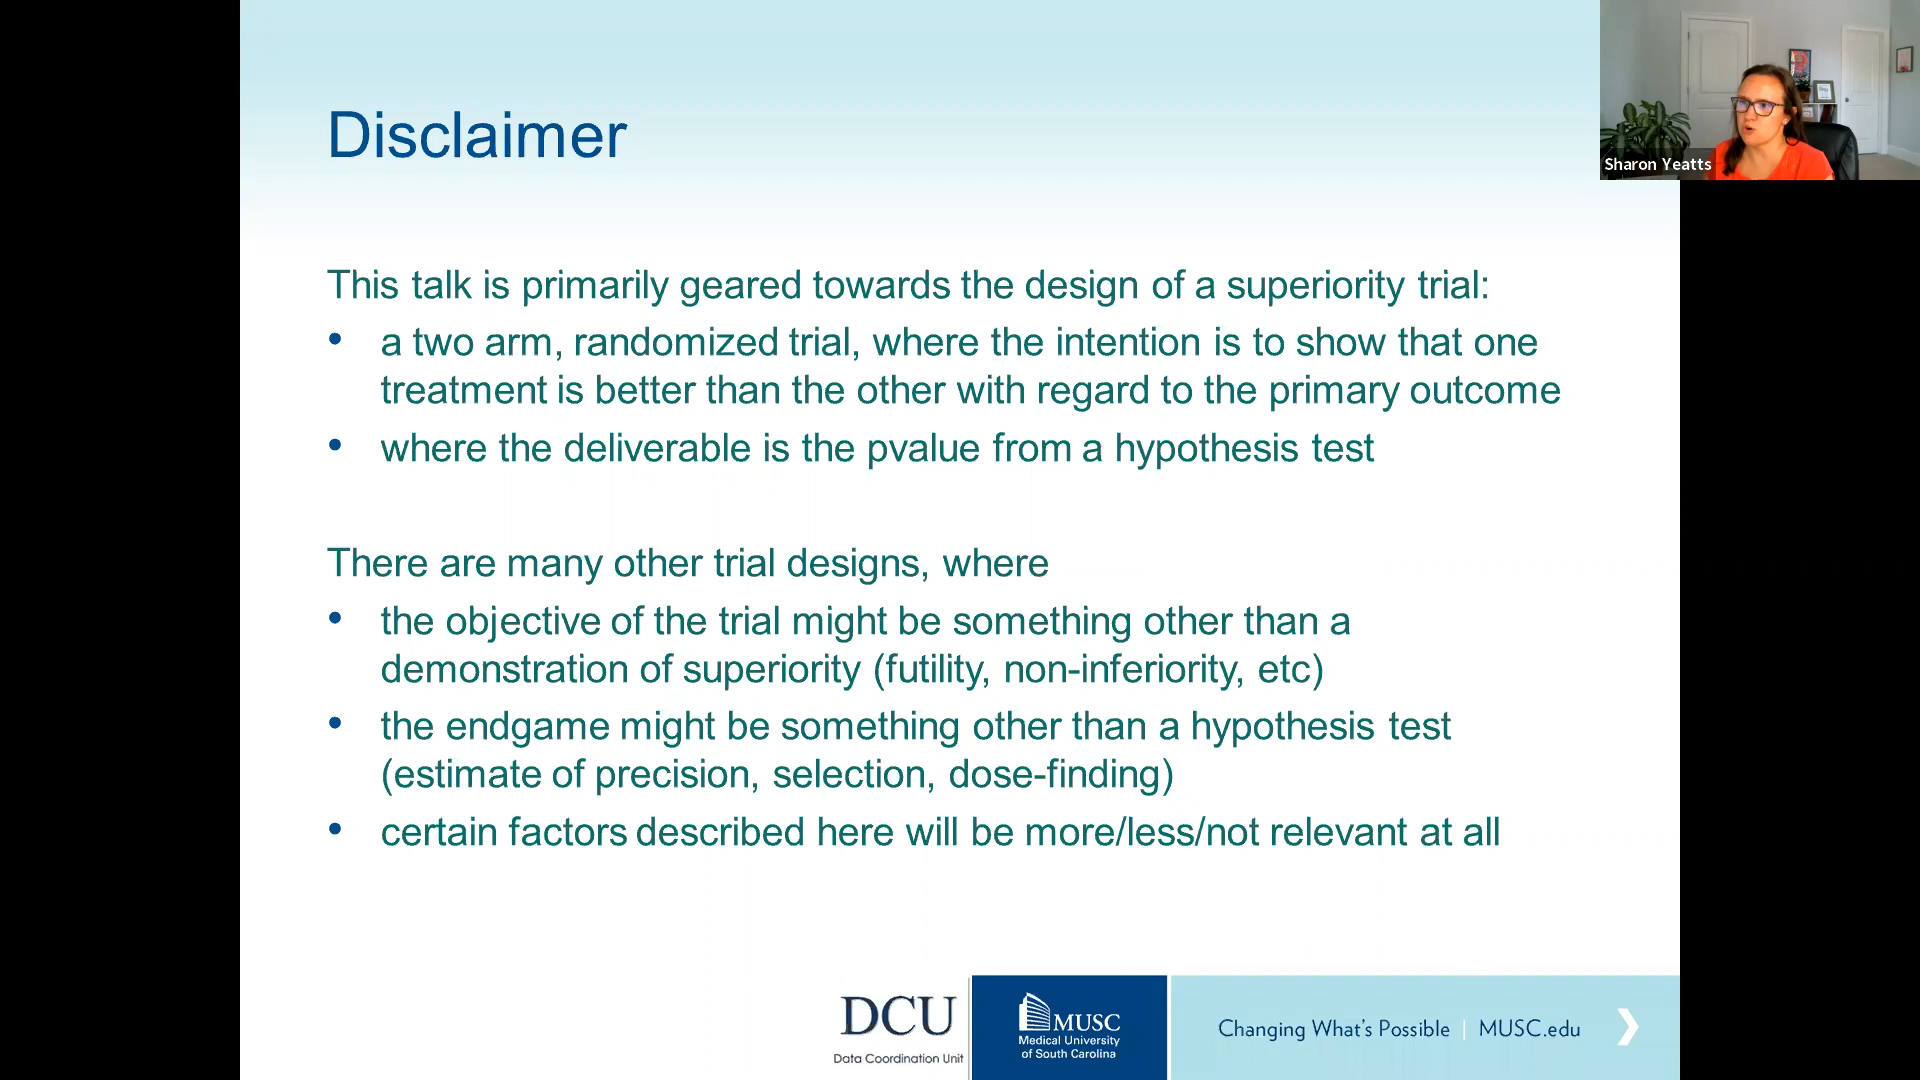 Disclaimer
Sharon Yeatts
This talk is primarily geared towards the design of a superiority trial:
• a two arm, randomized trial, where the intention is to show that one
treatment is better than the other with regard to the primary outcome
• where the deliverable is the pvalue from a hypothesis test
There are many other trial designs, where
• the objective of the trial might be something other than a
demonstration of superiority (futility, non-inferiority, etc)
• the endgame might be something other than a hypothesis test
(estimate of precision, selection, dose-finding)
• certain factors described here will be more/less/not relevant at all
DCU
Data Coordination Unit
MUSC
Medical University
of South Carolina
Changing What's Possible | MUSC.edu